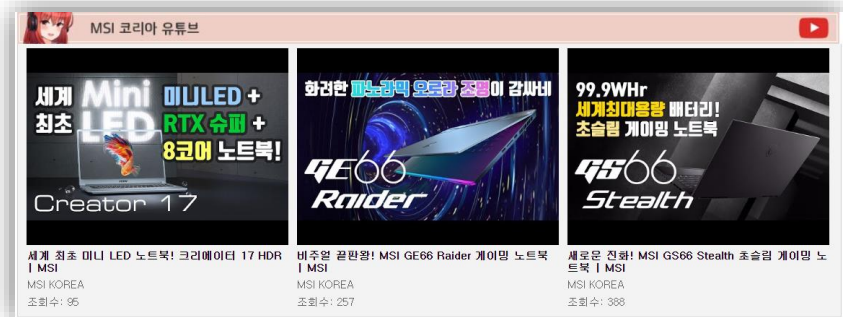 MSI 코리아 유튜브
세계 Mini 미니LED +
최초 LED RTX 슈퍼 +
8코어 노트북!
Creator 17
화려한 파노라믹 오로라 조명이 감싸네
GE66
Raider
99.9WHr
세계최대용량 배터리!
초슬림 게이밍 노트북
GS66
Stealth
세계 최초 미니 LED 노트북! 크리에이터 17 HDR
| MSI
MSI KOREA
조회수: 95
비주얼 끝판왕! MSI GE66 Raider 게이밍 노트북
| MSI
MSI KOREA
조회수: 257
새로운 진화! MSI GS66 Stealth 초슬림 게이밍 노
트북 | MSI
MSI KOREA
조회수: 388